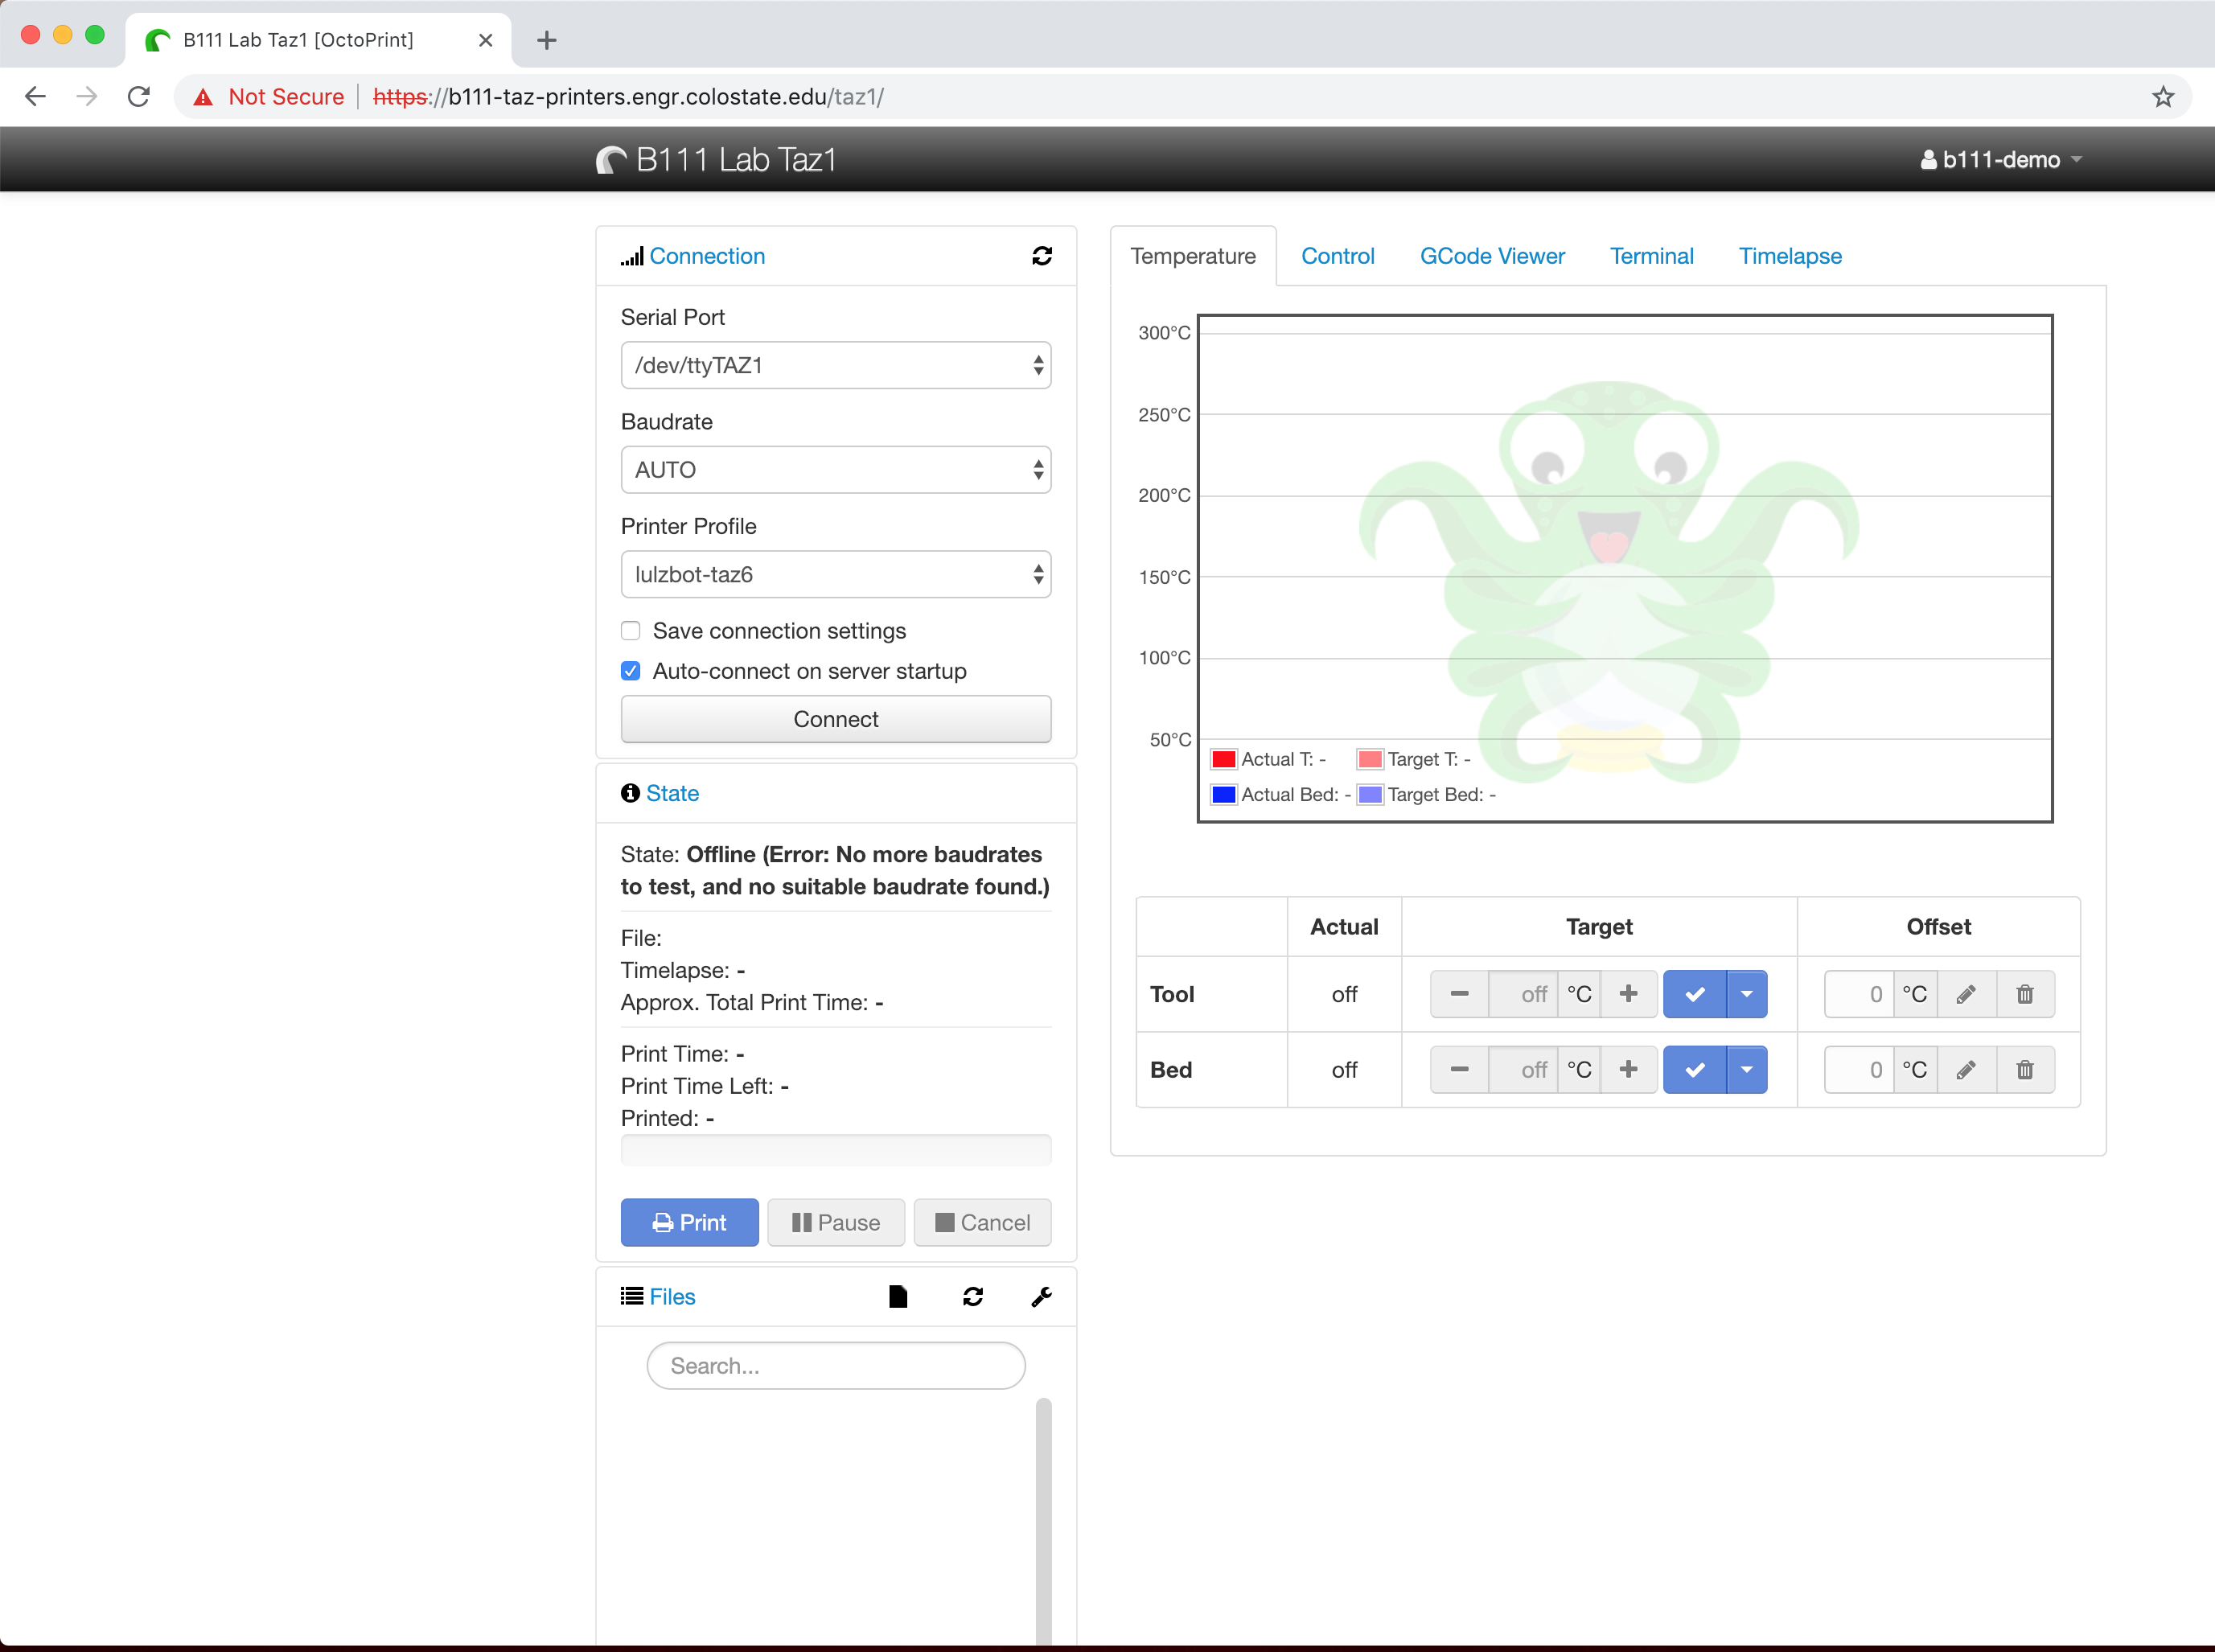 B111 Lab Taz1 [OctoPrint]
Not Secure https://b111-taz-printers.engr.colostate.edu/taz1/
B111 Lab Taz1
b111-demo
Connection
Serial Port
/dev/ttyTAZ1
Baudrate
AUTO
Printer Profile
lulzbot-taz6
Save connection settings
Auto-connect on server startup
Connect
State
State: Offline (Error: No more baudrates
to test, and no suitable baudrate found.)
File:
Timelapse: -
Approx. Total Print Time: -
Print Time: -
Print Time Left: -
Printed: -
Print Pause Cancel
Files
Search...
Temperature Control GCode Viewer Terminal Timelapse
300°C
250°C
200°C
150°C
100°C
50°C
Actual T: - Target T: -
Actual Bed: - Target Bed: -
Actual Target Offset
Tool off off °C 0 °C
Bed off off °C 0 °C